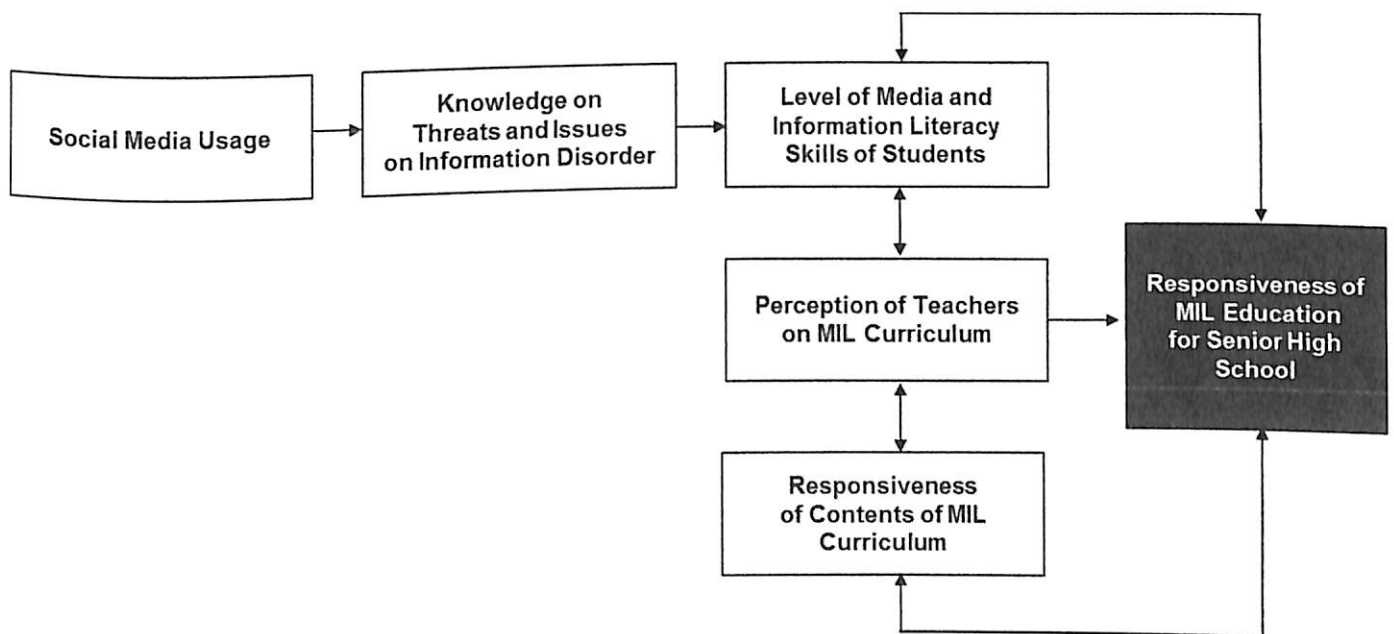 Social Media Usage
Knowledge on
Threats and Issues
on Information Disorder
Level of Media and
Information Literacy
Skills of Students
Perception of Teachers
on MIL Curriculum
Responsiveness
of Contents of MIL
Curriculum
Responsiveness of
MIL Education
for Senior High
School